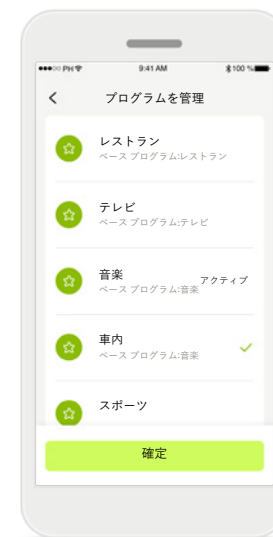 PH 9:41 AM 100 %
プログラムを管理
レストラン
ベース プログラム:レストラン
テレビ
ベース プログラム:テレビ
音楽
ベース プログラム:音楽 アクティブ
車内
ベース プログラム:音楽
スポーツ
確定